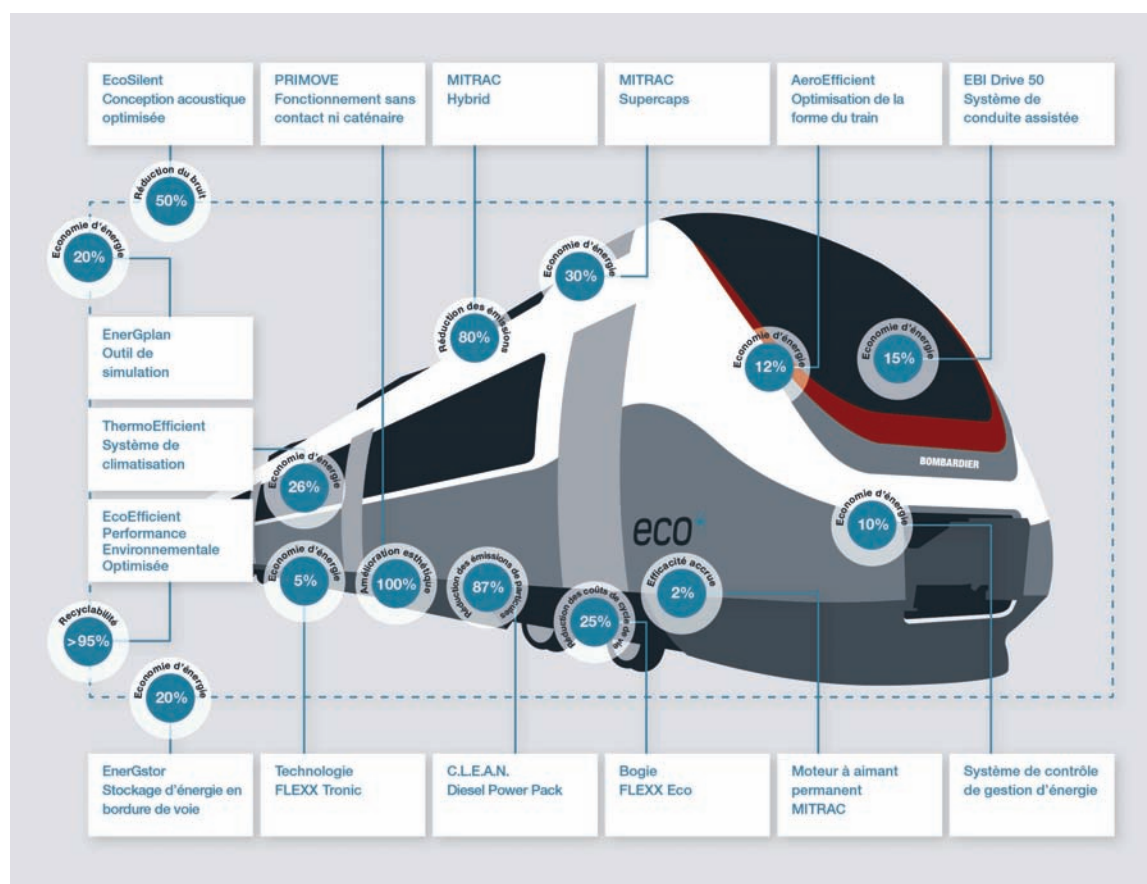 EcoSilent
Conception acoustique
optimisée
PRIMOVE
Fonctionnement sans
contact ni caténaire
MITRAC
Hybrid
MITRAC
Supercaps
AeroEfficient
Optimisation de la
forme du train
EBI Drive 50
Système de
conduite assistée
Réduction du bruit
50%
Economie d'énergie
20%
Economie d'énergie
30%
Réduction des émissions
80%
Economie d'énergie
12%
Economie d'énergie
15%
EnerGplan
Outil de
simulation
ThermoEfficient
Système de
climatisation
EcoEfficient
Performance
Environnementale
Optimisée
BOMBARDIER
Economie d'énergie
26%
Economie d'énergie
10%
eco*
Economie d'énergie
5%
Amélioration esthétique
100%
Réduction des émissions de particules
87%
Réduction des coûts de cycle de vie
25%
Efficacité accrue
2%
Recyclabilité
>95%
Economie d'énergie
20%
EnerGstor
Stockage d'énergie en
bordure de voie
Technologie
FLEXX Tronic
C.L.E.A.N.
Diesel Power Pack
Bogie
FLEXX Eco
Moteur à aimant
permanent
MITRAC
Système de contrôle
de gestion d'énergie